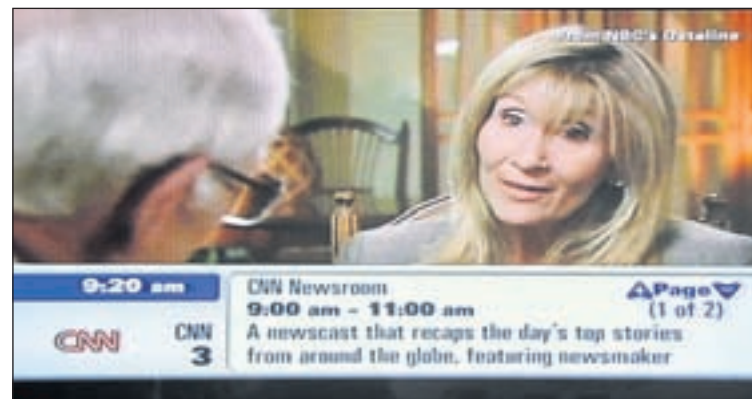 From NBC's Dateline
9:20 am
CNN
CNN
3
CNN Newsroom
9:00 am - 11:00 am
A newscast that recaps the day's top stories
from around the globe, featuring newsmaker
Page
(1 of 2)